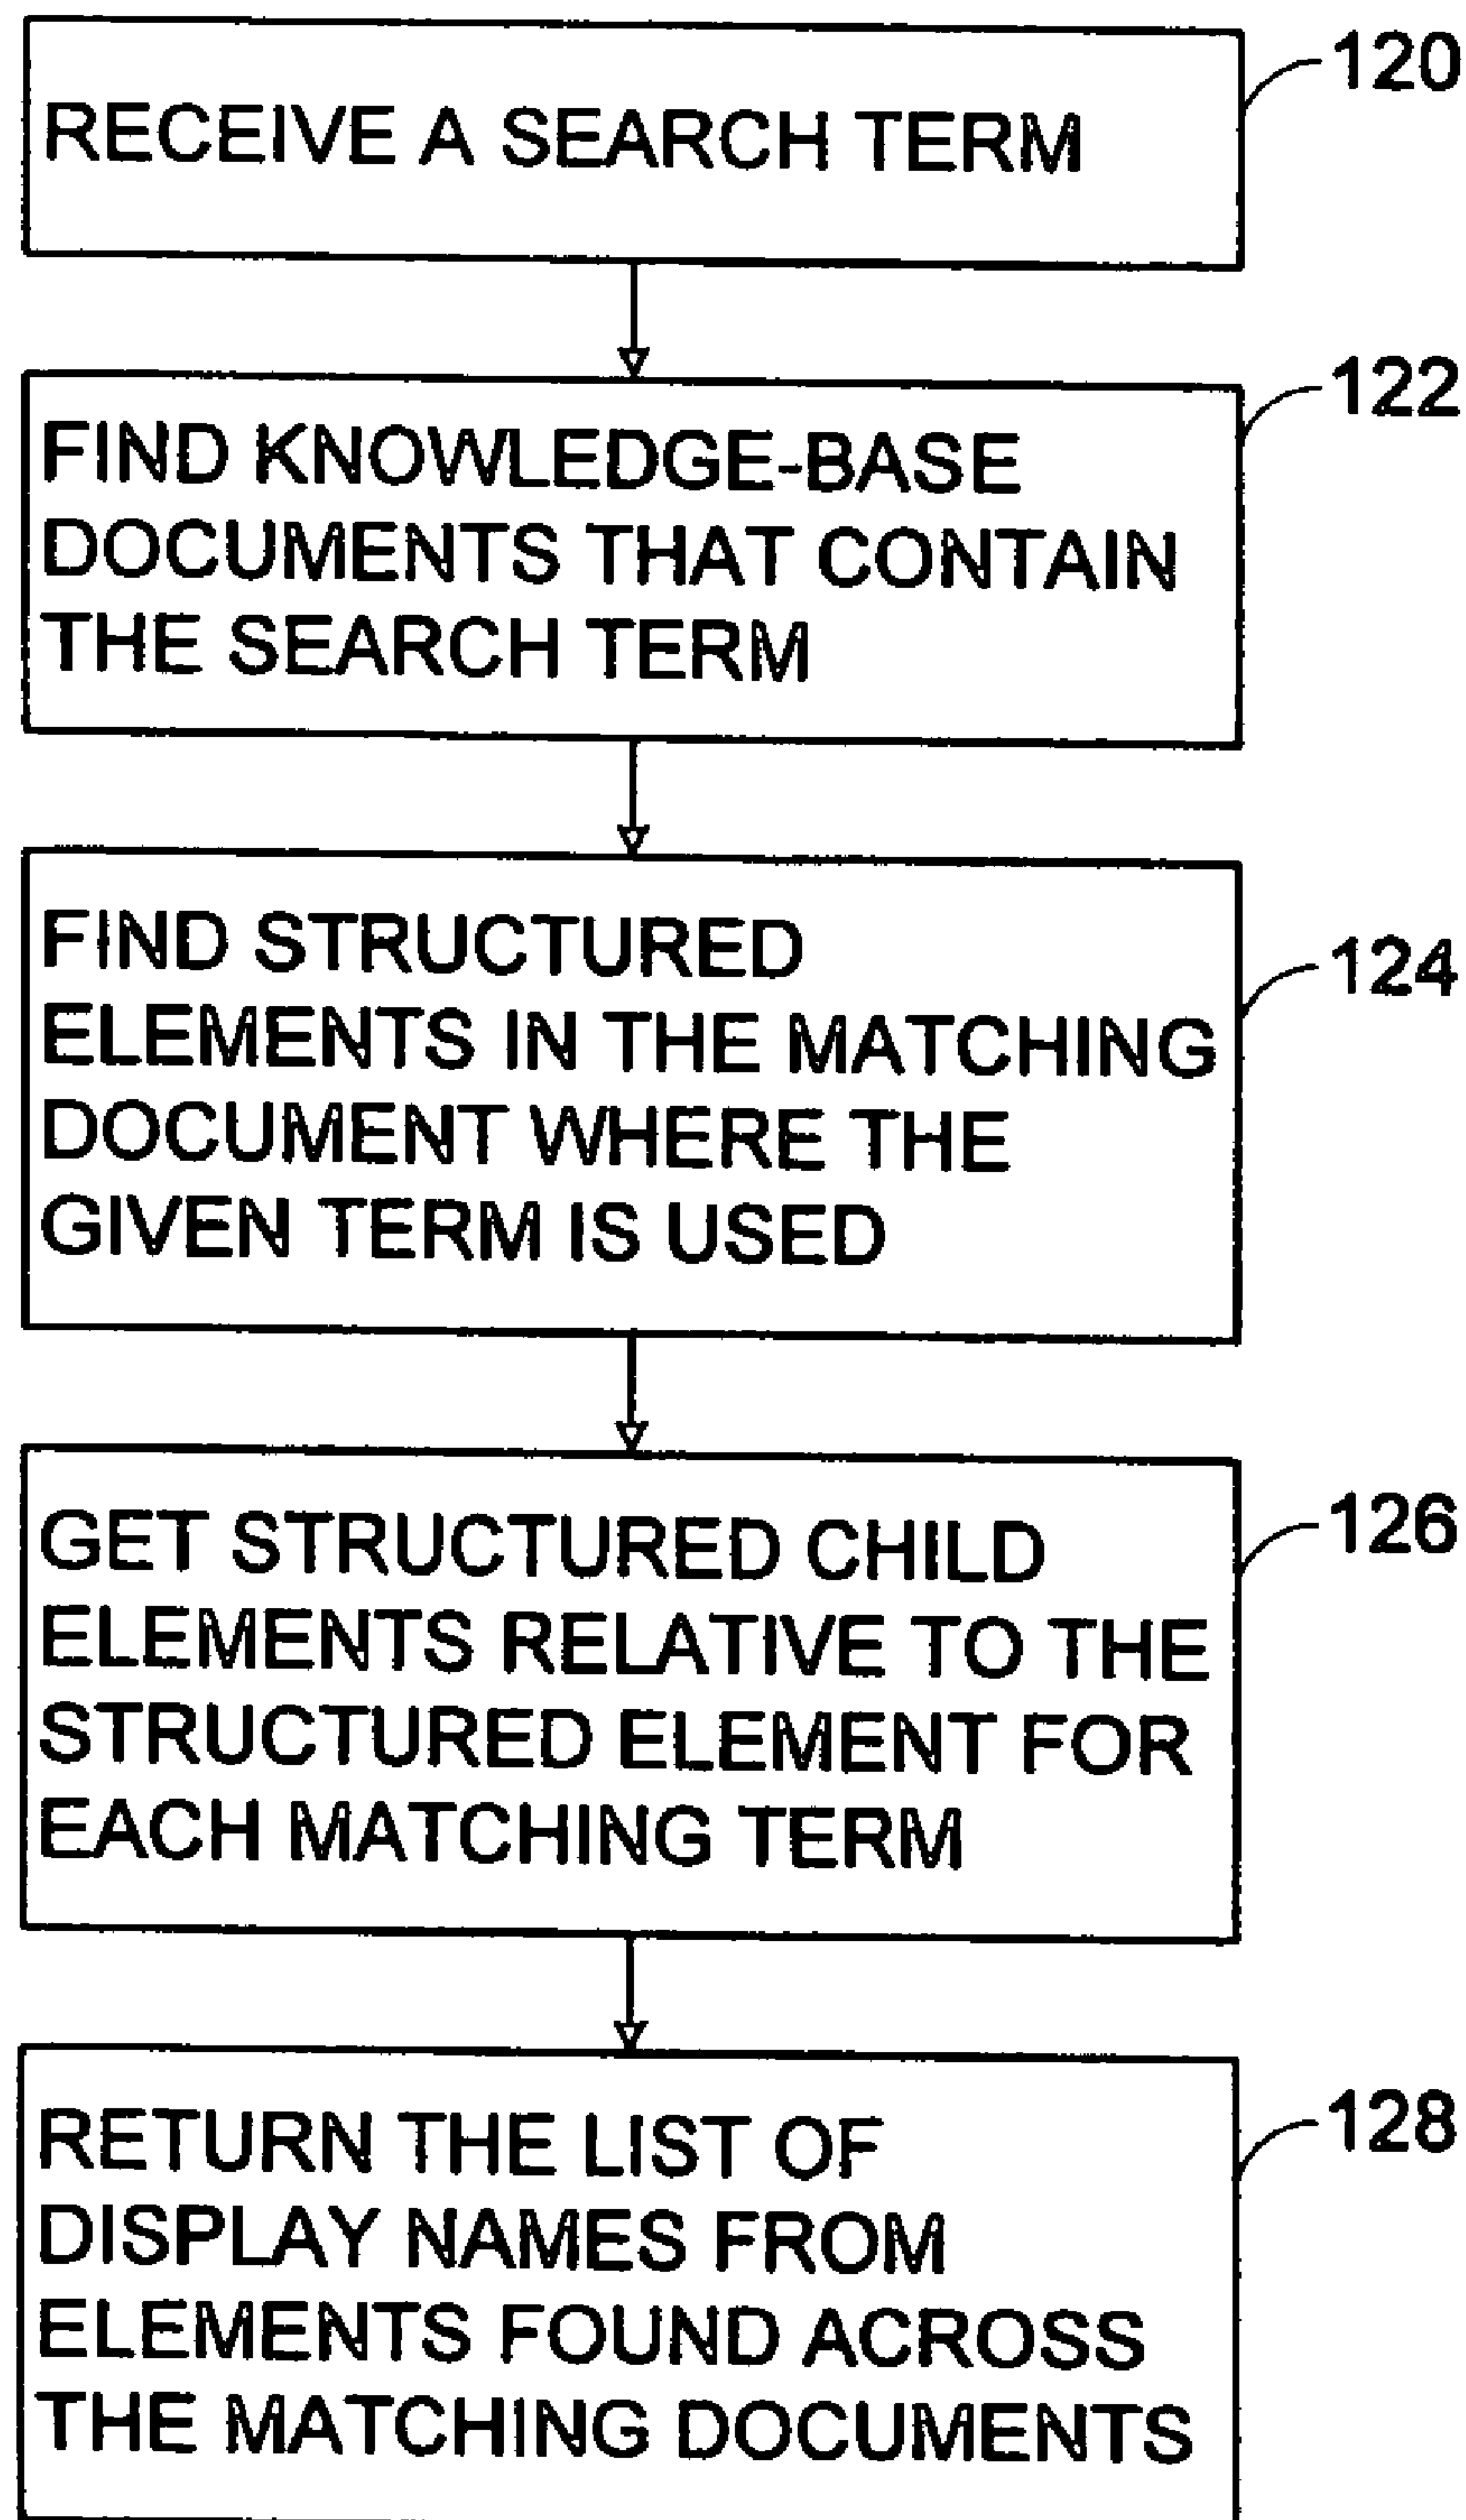 RECEIVE A SEARCH TERM
120
FIND KNOWLEDGE-BASE
DOCUMENTS THAT CONTAIN
THE SEARCH TERM
122
FIND STRUCTURED
ELEMENTS IN THE MATCHING
DOCUMENT WHERE THE
GIVEN TERM IS USED
124
GET STRUCTURED CHILD
ELEMENTS RELATIVE TO THE
STRUCTURED ELEMENT FOR
EACH MATCHING TERM
126
RETURN THE LIST OF
DISPLAY NAMES FROM
ELEMENTS FOUND ACROSS
THE MATCHING DOCUMENTS
128